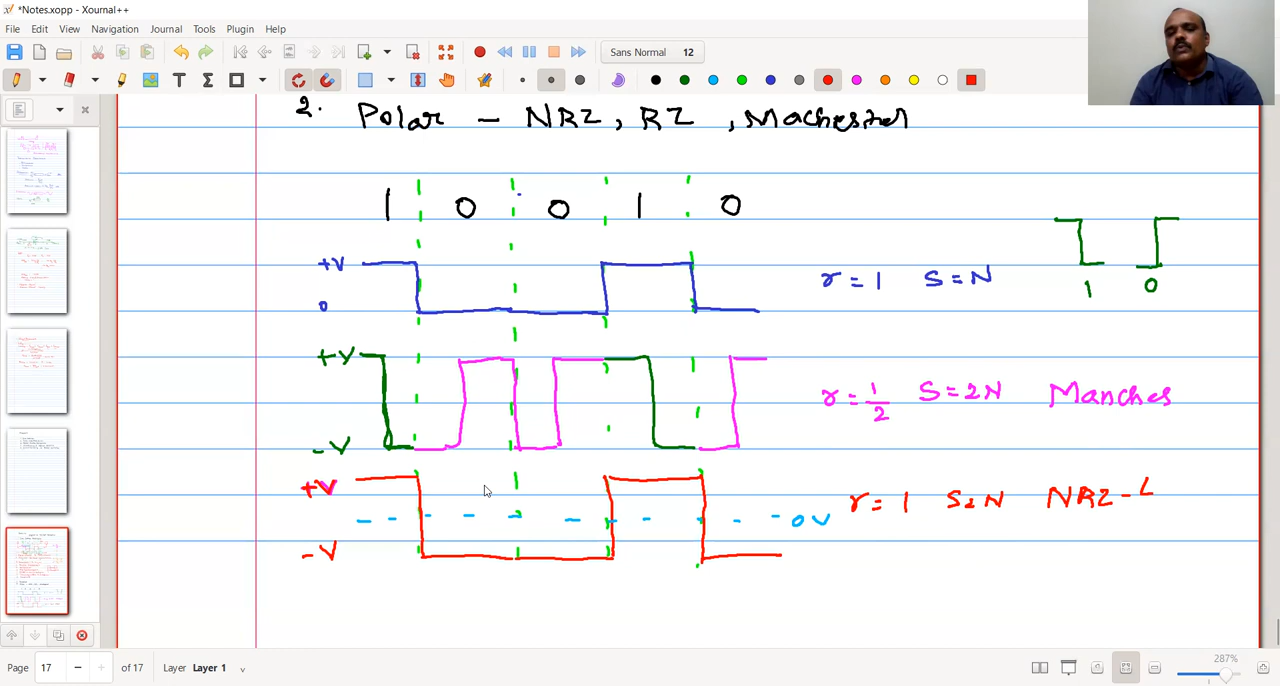 *Notes.xopp - Xournal++
File Edit View Navigation Journal Tools Plugin Help
Sans Normal 12
2. Polar - NRZ, RZ, Machester
1 0 0 1 0
+V
0
r = 1 S = N
1 0
+V
-V
r = 1/2 S = 2N Manches
+V
-V
0V
r = 1 S = N NRZ-L
Page 17 - + of 17 Layer Layer 1
287%